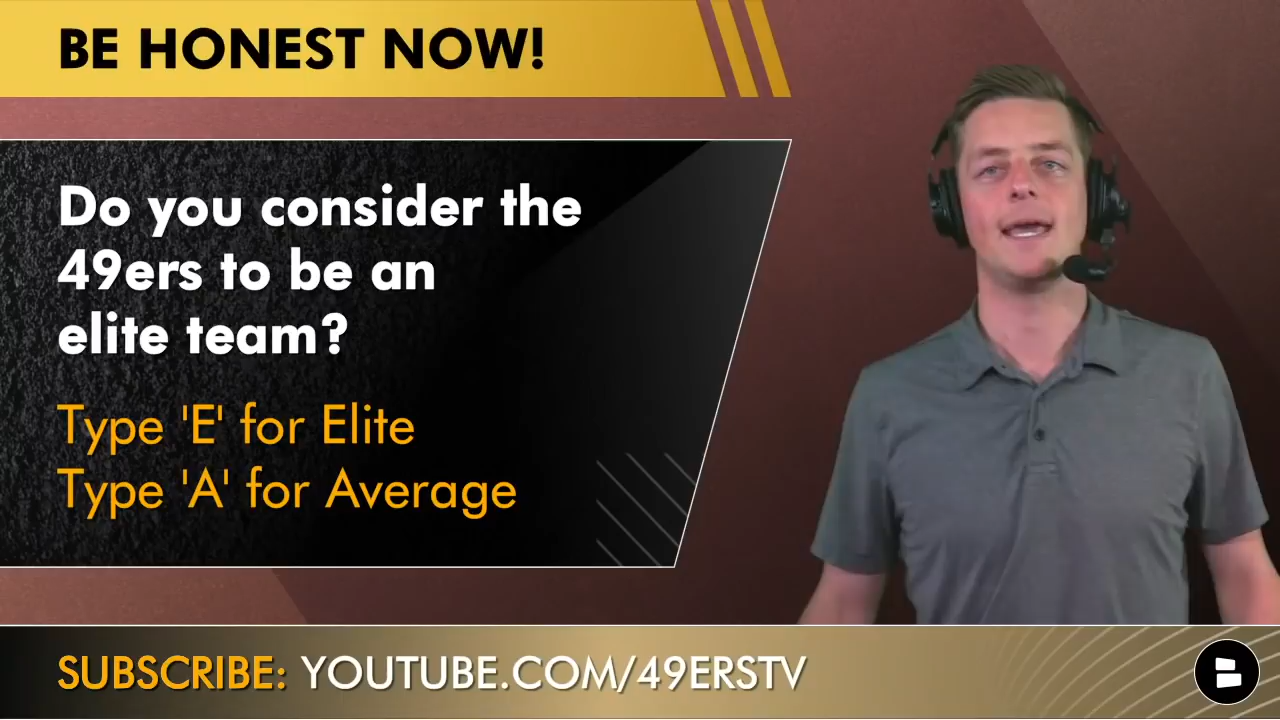 BE HONEST NOW!
Do you consider the
49ers to be an
elite team?
Type 'E' for Elite
Type 'A' for Average
SUBSCRIBE: YOUTUBE.COM/49ERSTV